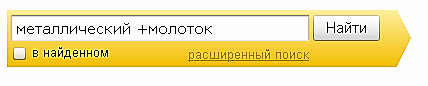 металлический +молоток Найти
в найденном расширенный поиск